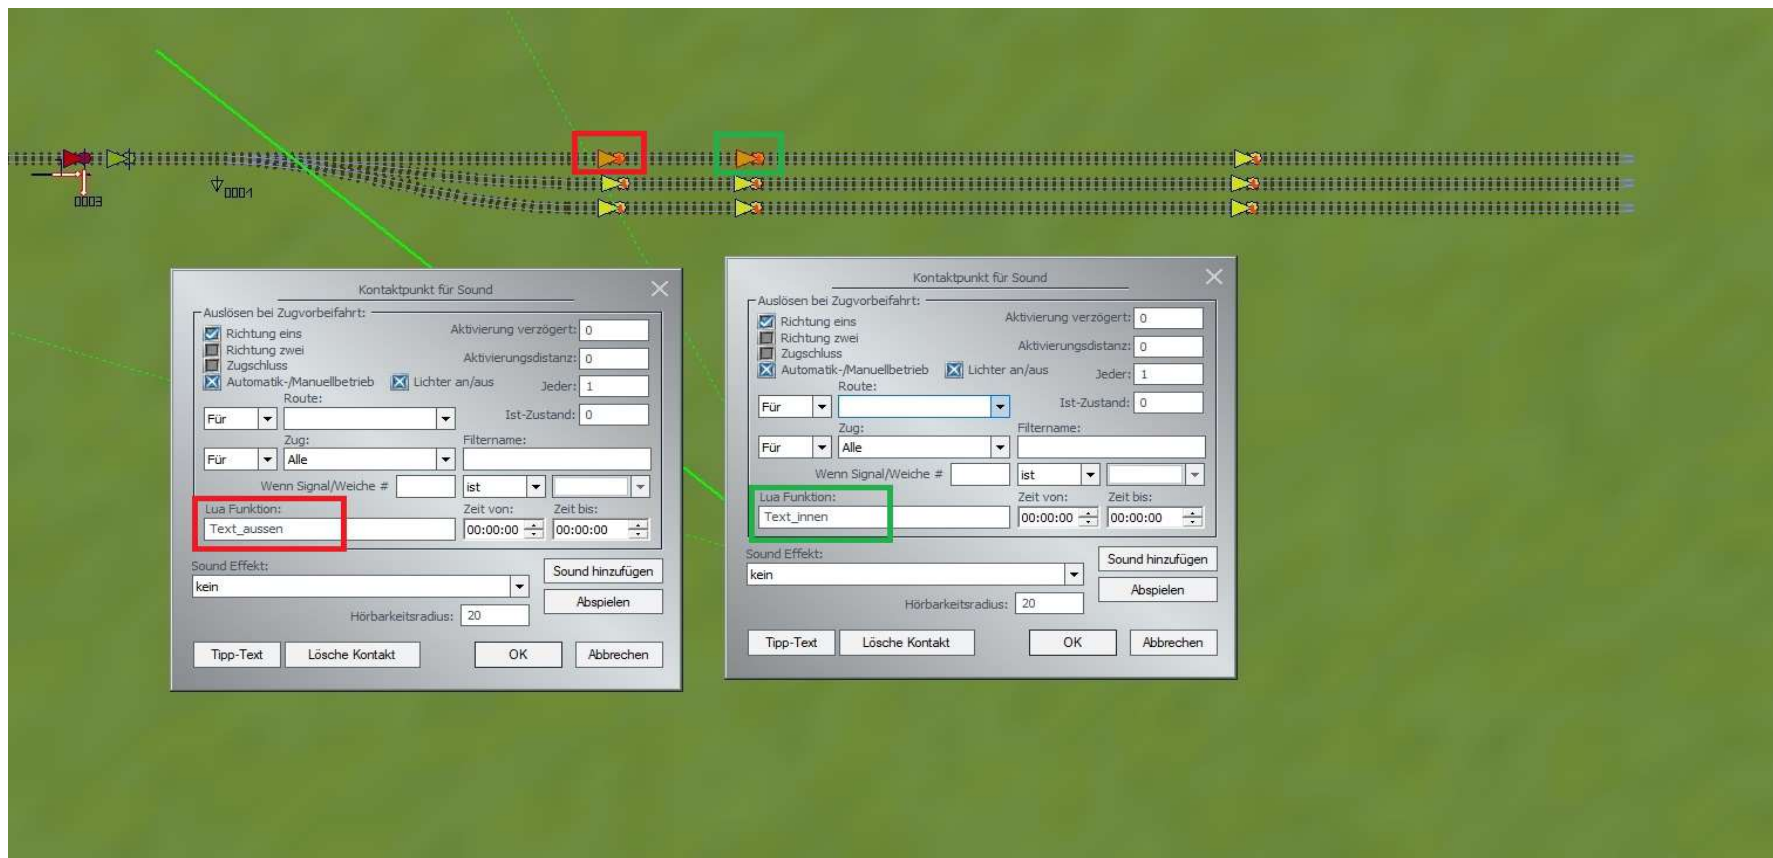 0003
0001
Kontaktpunkt für Sound
Auslösen bei Zugvorbeifahrt:
Richtung eins
Aktivierung verzögert: 0
Richtung zwei
Zugschluss
Aktivierungsdistanz: 0
Automatik-/Manuellbetrieb
Lichter an/aus
Jeder: 1
Route:
Für
Ist-Zustand: 0
Zug:
Filtername:
Für
Alle
Wenn Signal/Weiche #
ist
Lua Funktion:
Zeit von:
Zeit bis:
Text_aussen
00:00:00
00:00:00
Sound Effekt:
Sound hinzufügen
kein
Abspielen
Hörbarkeitsradius: 20
Tipp-Text
Lösche Kontakt
OK
Abbrechen
Kontaktpunkt für Sound
Auslösen bei Zugvorbeifahrt:
Richtung eins
Aktivierung verzögert: 0
Richtung zwei
Zugschluss
Aktivierungsdistanz: 0
Automatik-/Manuellbetrieb
Lichter an/aus
Jeder: 1
Route:
Für
Ist-Zustand: 0
Zug:
Filtername:
Für
Alle
Wenn Signal/Weiche #
ist
Lua Funktion:
Zeit von:
Zeit bis:
Text_innen
00:00:00
00:00:00
Sound Effekt:
Sound hinzufügen
kein
Abspielen
Hörbarkeitsradius: 20
Tipp-Text
Lösche Kontakt
OK
Abbrechen